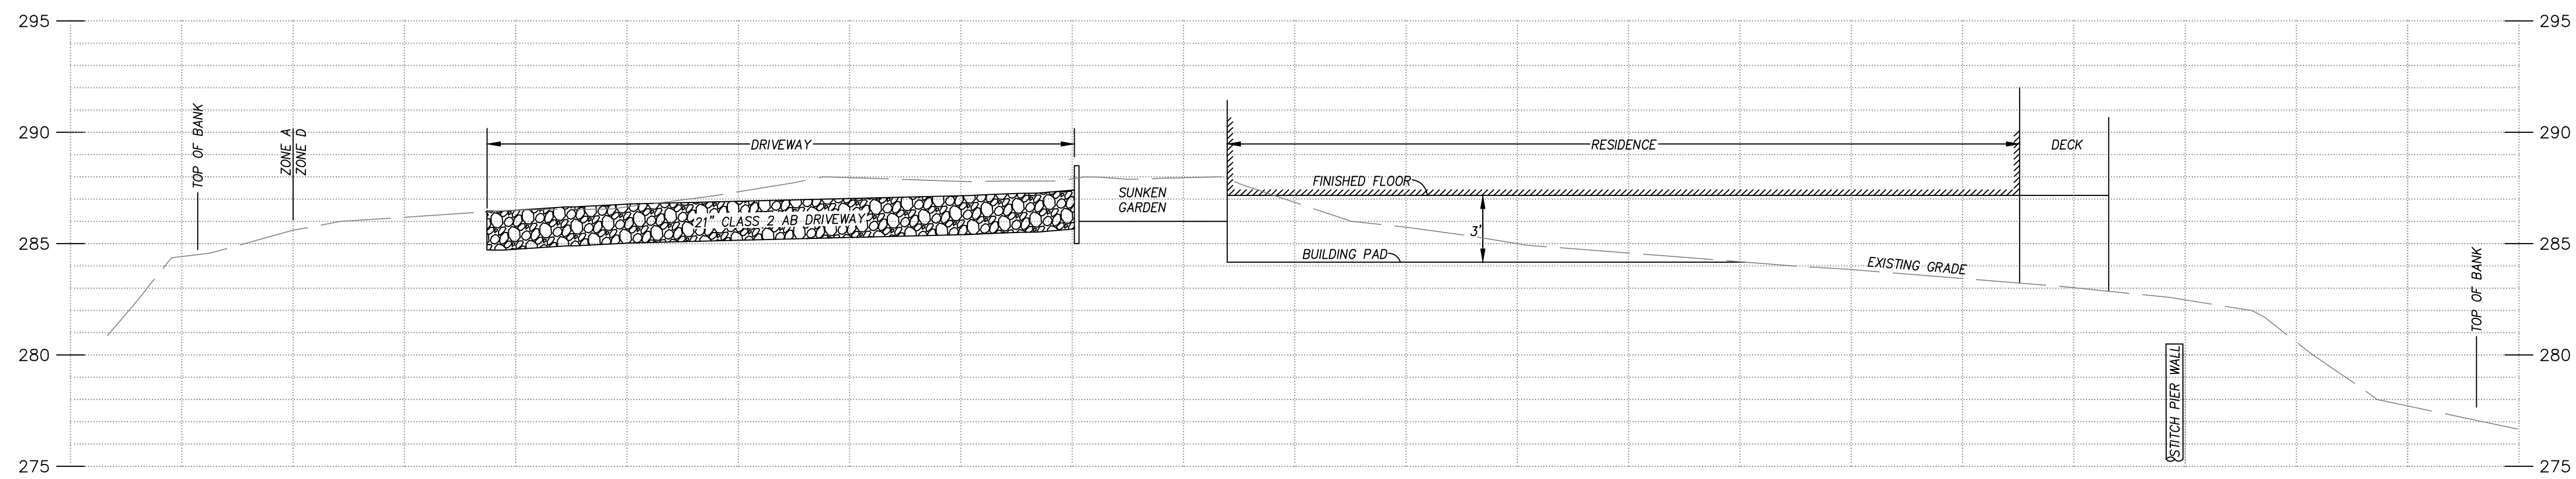 295
295
290
290
285
285
280
280
275
275
TOP OF BANK
ZONE A
ZONE D
DRIVEWAY
21" CLASS 2 AB DRIVEWAY
SUNKEN
GARDEN
RESIDENCE
FINISHED FLOOR
3'
BUILDING PAD
DECK
EXISTING GRADE
STITCH PIER WALL
TOP OF BANK